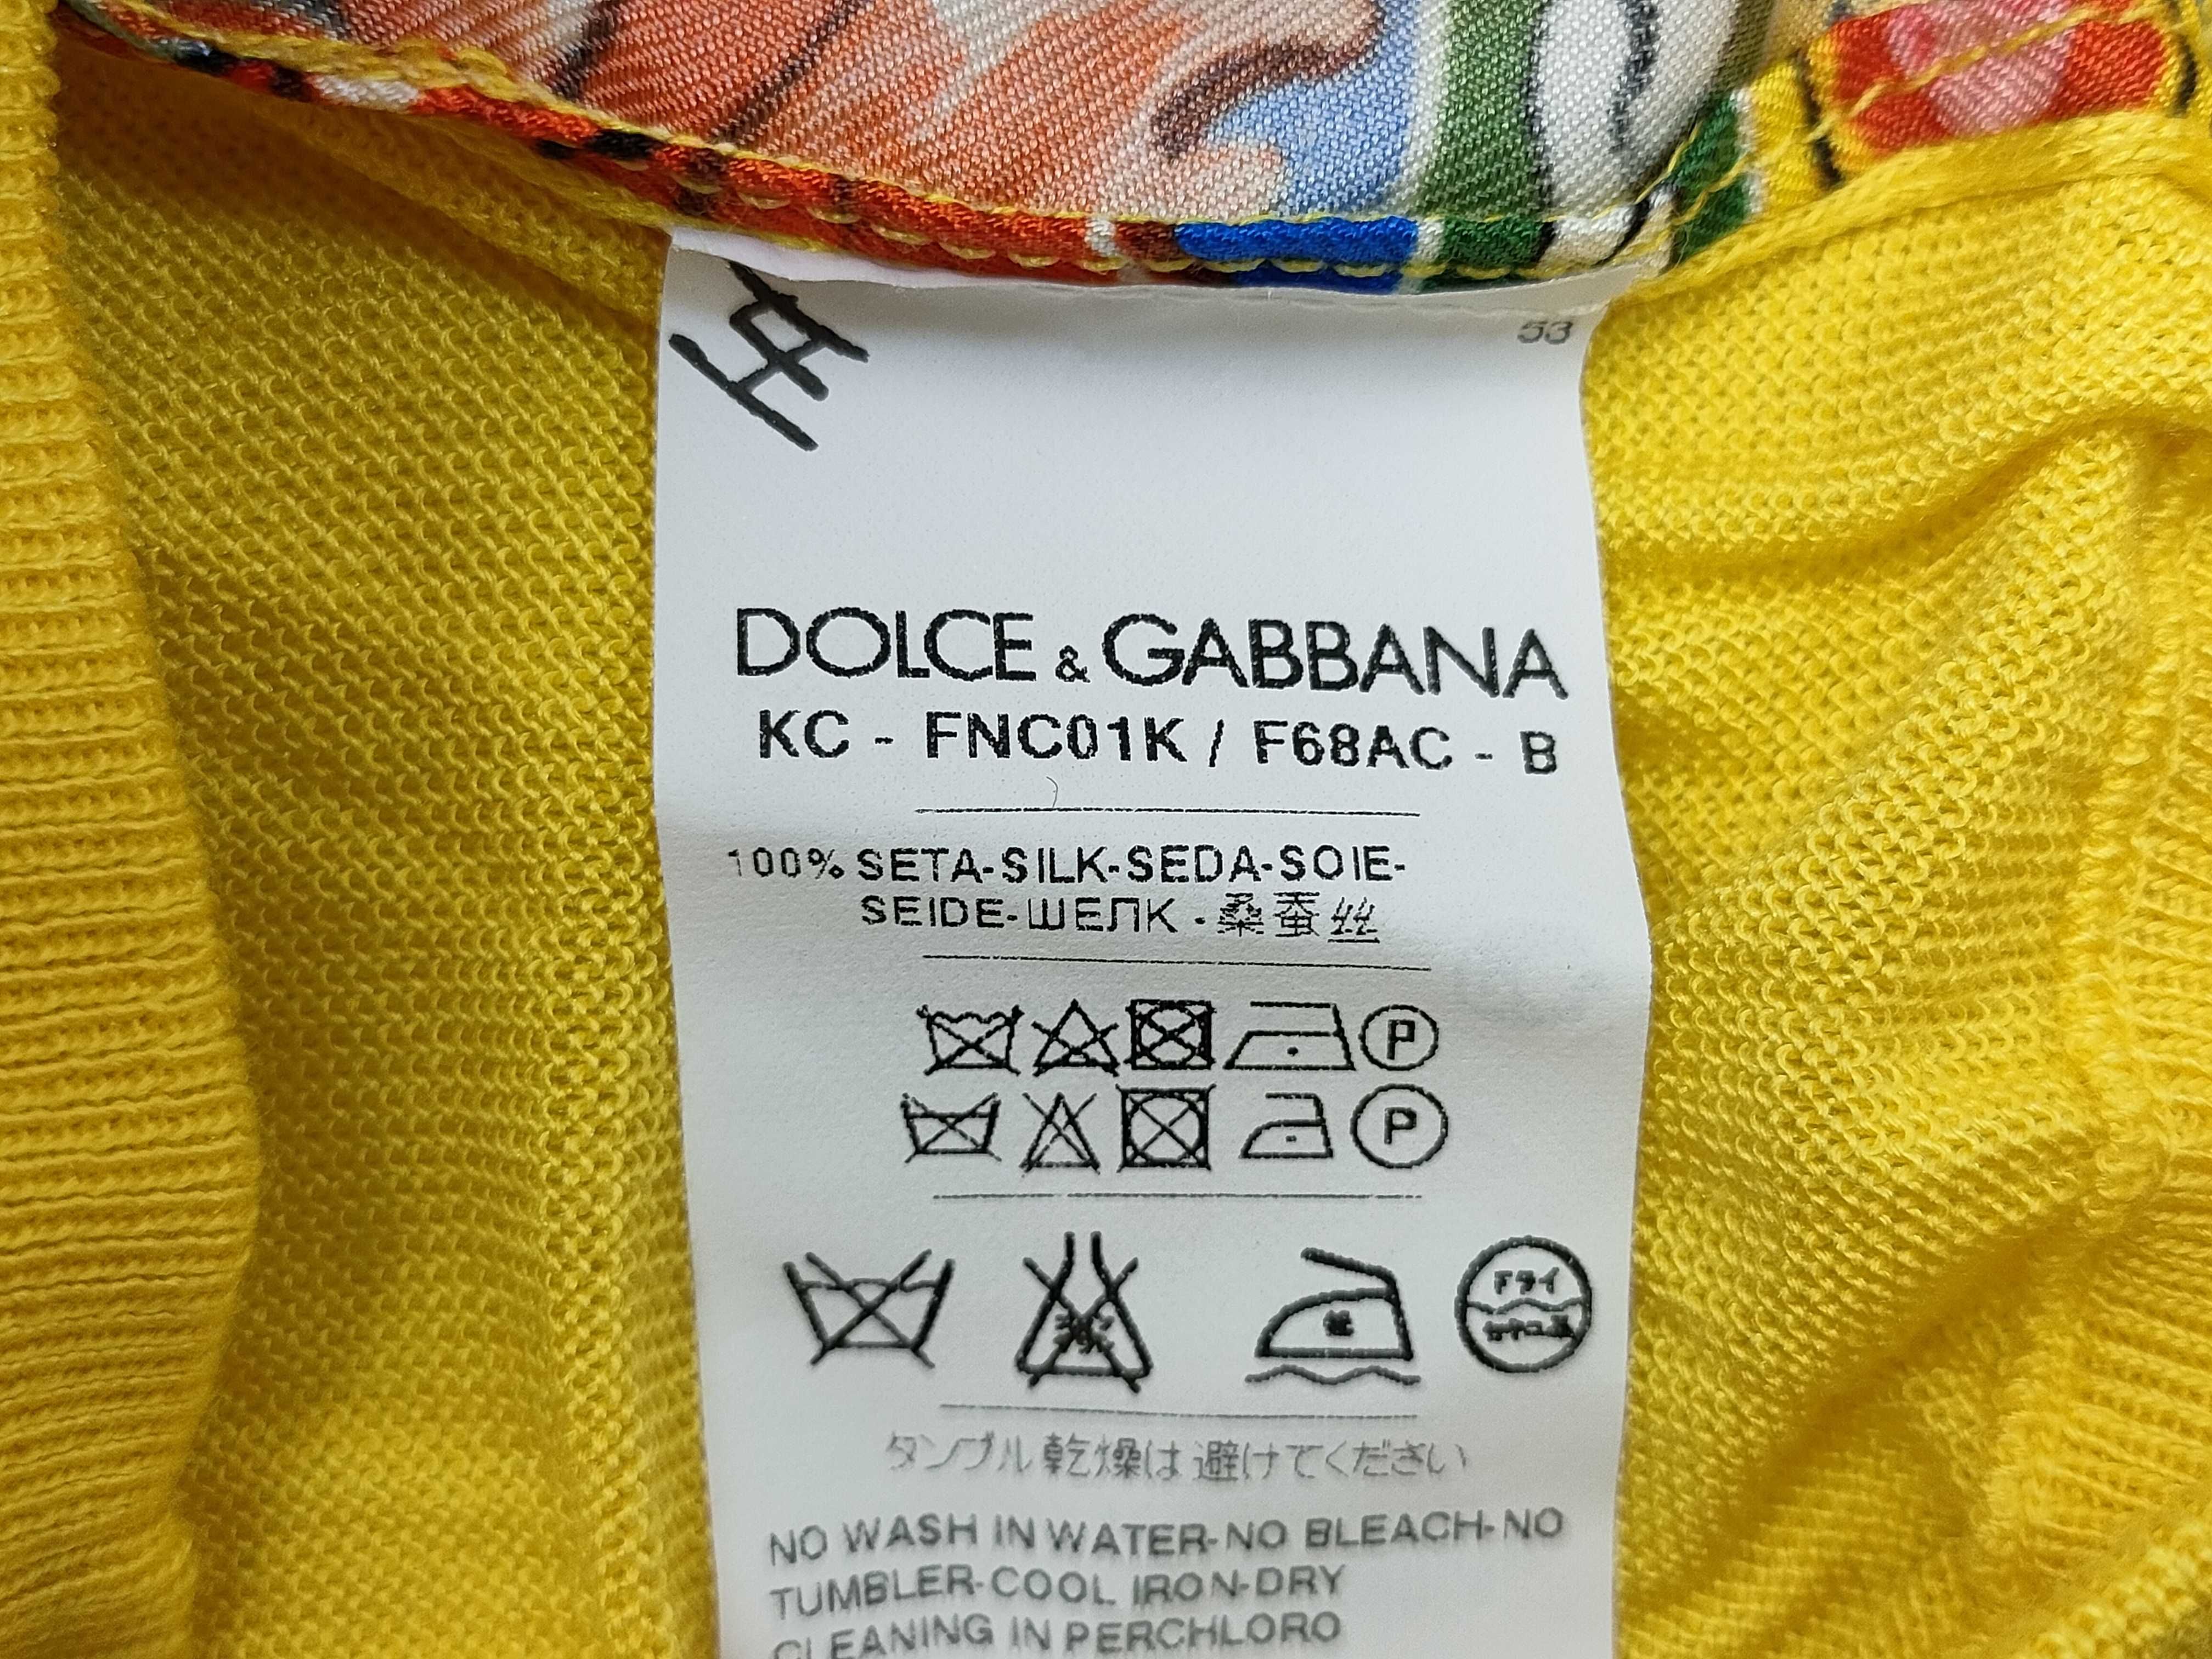 53
DOLCE & GABBANA
KC - FNC01K / F68AC - B
100% SETA-SILK-SEDA-SOIE-
SEIDE-ШЕЛК - 桑蚕丝
P
P
ドライ
タンブル乾燥は避けてください
NO WASH IN WATER-NO BLEACH-NO
TUMBLER-COOL IRON-DRY
CLEANING IN PERCHLORO